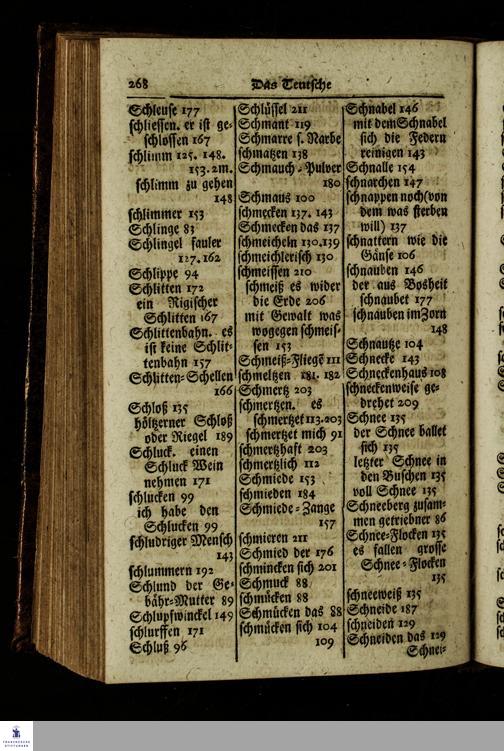 268
Das Teutsche
Schleuse 177
schliessen. er ist ge-
schlossen 167
schlimm 125. 148.
153. 2m.
schlimm zu gehen
148
schlimmer 153
Schlinge 83
Schlingel fauler
127. 162
Schlippe 94
Schlitten 172
ein Rigischer
Schlitten 167
Schlittenbahn. es
ist keine Schlit-
tenbahn 157
Schlitten-Schellen
166
Schloß 135
höltzerner Schloß
oder Riegel 189
Schluck. einen
Schluck Wein
nehmen 171
schlucken 99
ich habe den
Schlucken 99
schludriger Mensch
143
schlummern 192
Schlund der Ge-
bähr-Mutter 89
Schlupfwinckel 149
schlurffen 171
Schluß 96
Schlüssel 211
Schmant 119
Schmarre s. Narbe
schmatzen 138
Schmauch-Pulver
180
Schmaus 100
schmecken 137. 143
Schmecken das 137
schmeicheln 130. 139
schmeichlerisch 130
schmeissen 210
schmeiß es wider
die Erde 206
mit Gewalt was
wogegen schmeis-
sen 153
Schmeiß-Fliege 111
schmeltzen 181. 182
Schmertz 203
schmertzen. es
schmertzet 113. 203
schmertzet mich 91
schmertzhaft 203
schmertzlich 112
Schmiede 153
schmieden 184
Schmiede-Zange
157
schmieren 211
Schmied der 176
schmincken sich 201
Schmuck 88
schmücken 88
Schmücken das 88
schmücken sich 104
109
Schnabel 146
mit dem Schnabel
sich die Federn
reinigen 143
Schnalle 154
schnarchen 147
schnappen noch (von
dem was sterben
will) 137
schnattern wie die
Gänse 106
schnauben 146
der aus Bosheit
schnaubet 177
schnauben im Zorn
148
Schnautze 104
Schnecke 143
Schneckenhaus 108
schneckenweise ge-
drehet 209
Schnee 135
der Schnee ballet
sich 135
letzter Schnee in
den Buschen 135
voll Schnee 135
Schneeberg zusam-
men getriebner 86
Schnee-Flocken 135
es fallen grosse
Schnee-Flocken
135
schneeweiß 135
Schneide 187
schneiden 129
Schneiden das 129
Schnei-
FRANCKESCHE
STIFTUNGEN